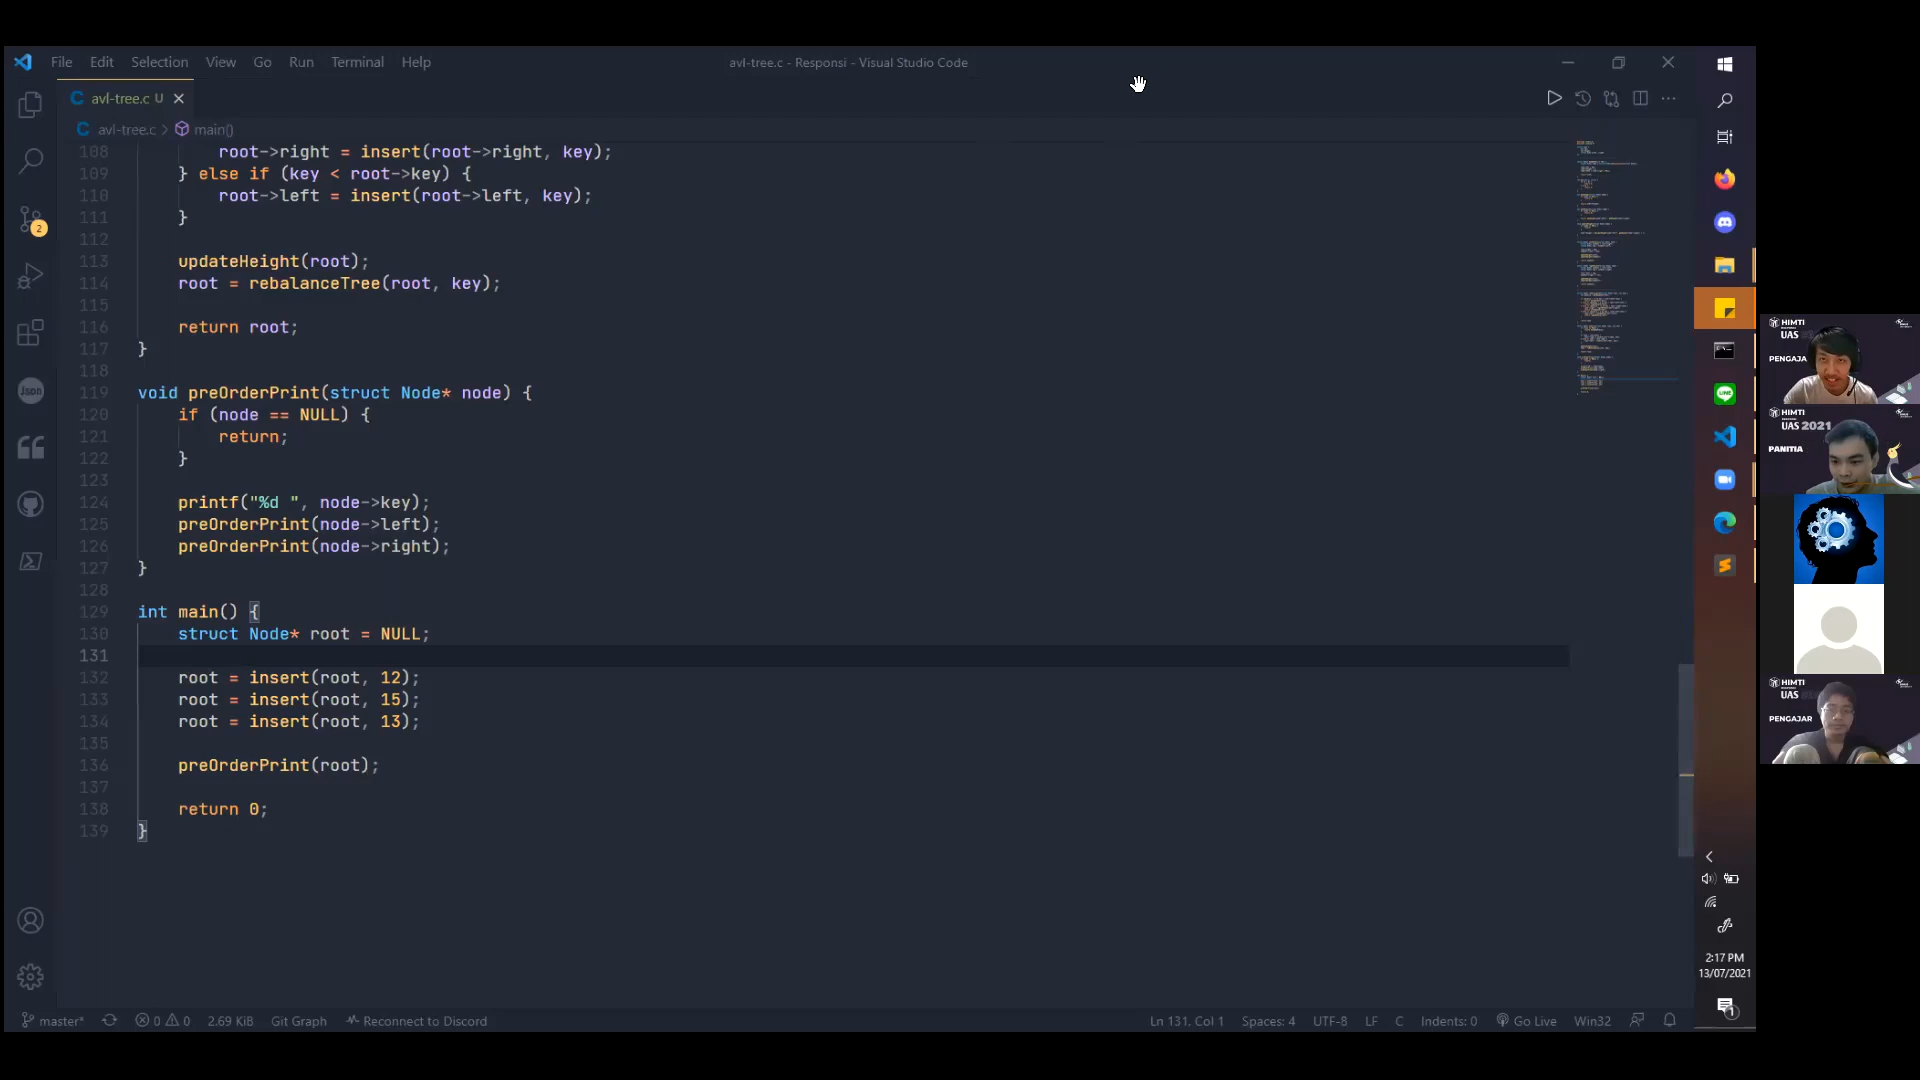 File Edit Selection View Go Run Terminal Help
avl-tree.c - Responsi - Visual Studio Code
C avl-tree.c U
C avl-tree.c > main()
108 root->right = insert(root->right, key);
109 } else if (key < root->key) {
110 root->left = insert(root->left, key);
111 }
112
113 updateHeight(root);
114 root = rebalanceTree(root, key);
115
116 return root;
117 }
118
119 void preOrderPrint(struct Node* node) {
120 if (node == NULL) {
121 return;
122 }
123
124 printf("%d ", node->key);
125 preOrderPrint(node->left);
126 preOrderPrint(node->right);
127 }
128
129 int main() {
130 struct Node* root = NULL;
131
132 root = insert(root, 12);
133 root = insert(root, 15);
134 root = insert(root, 13);
135
136 preOrderPrint(root);
137
138 return 0;
139 }
2
Json
master* 0 0 2.69 KiB Git Graph Reconnect to Discord
Ln 131, Col 1 Spaces: 4 UTF-8 LF C Indents: 0 Go Live Win32
LINE
2:17 PM
13/07/2021
1
HIMTI
UAS
PENGAJA
HIMTI
UAS 2021
PANITIA
HIMTI
UAS
PENGAJAR